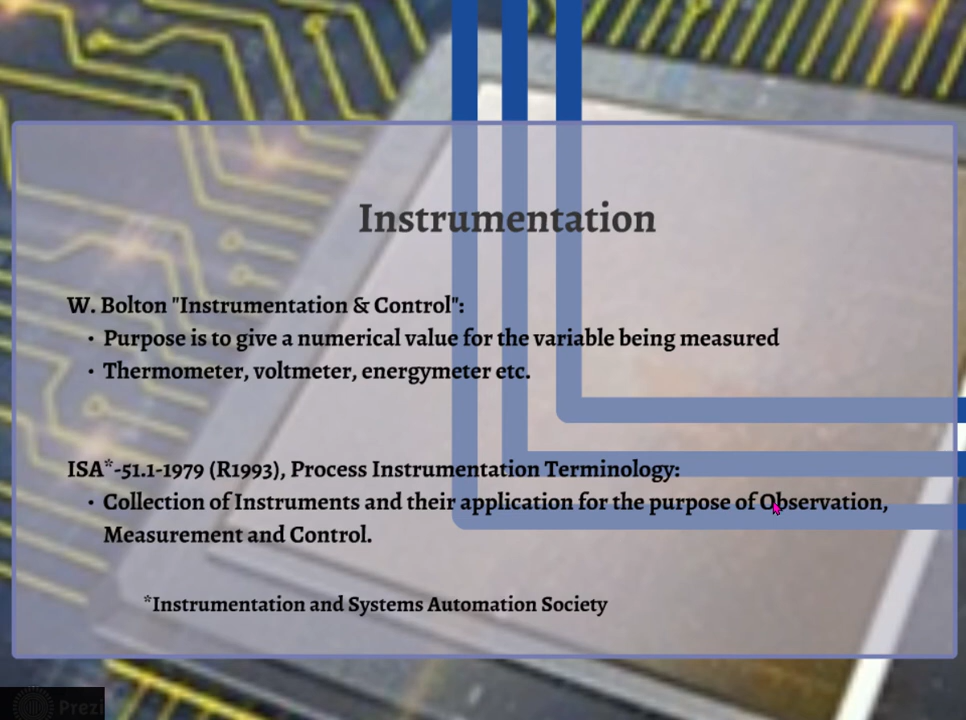 Instrumentation
W. Bolton "Instrumentation & Control":
• Purpose is to give a numerical value for the variable being measured
• Thermometer, voltmeter, energymeter etc.
ISA*-51.1-1979 (R1993), Process Instrumentation Terminology:
• Collection of Instruments and their application for the purpose of Observation,
Measurement and Control.
*Instrumentation and Systems Automation Society
Prezi